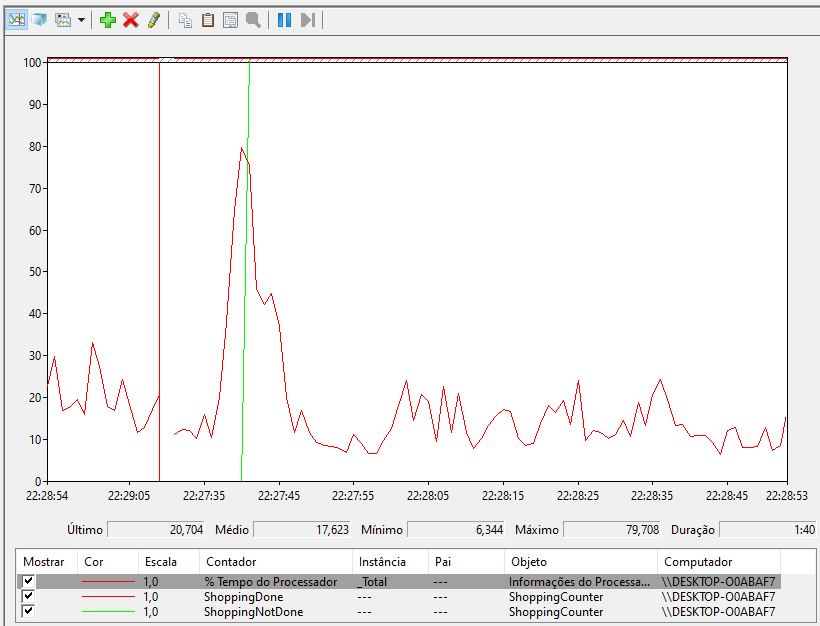 100
90
80
70
60
50
40
30
20
10
0
22:28:54 22:29:05 22:27:35 22:27:45 22:27:55 22:28:05 22:28:15 22:28:25 22:28:35 22:28:45 22:28:53
Último 20,704 Médio 17,623 Mínimo 6,344 Máximo 79,708 Duração 1:40
Mostrar Cor Escala Contador Instância Pai Objeto Computador
1,0 % Tempo do Processador _Total --- Informações do Processa... \\DESKTOP-O0ABAF7
1,0 ShoppingDone --- --- ShoppingCounter \\DESKTOP-O0ABAF7
1,0 ShoppingNotDone --- --- ShoppingCounter \\DESKTOP-O0ABAF7